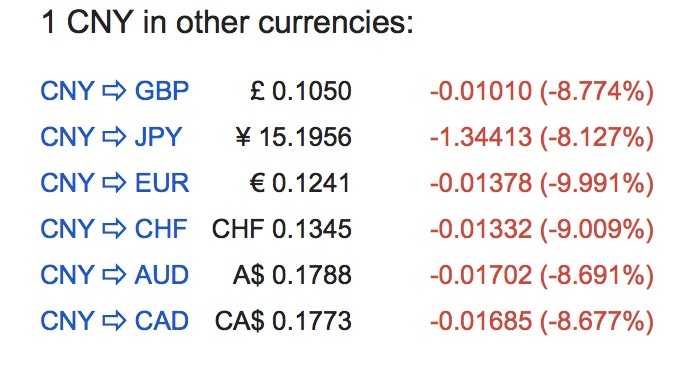 1 CNY in other currencies:
CNY ⇨ GBP £ 0.1050 -0.01010 (-8.774%)
CNY ⇨ JPY ¥ 15.1956 -1.34413 (-8.127%)
CNY ⇨ EUR € 0.1241 -0.01378 (-9.991%)
CNY ⇨ CHF CHF 0.1345 -0.01332 (-9.009%)
CNY ⇨ AUD A$ 0.1788 -0.01702 (-8.691%)
CNY ⇨ CAD CA$ 0.1773 -0.01685 (-8.677%)